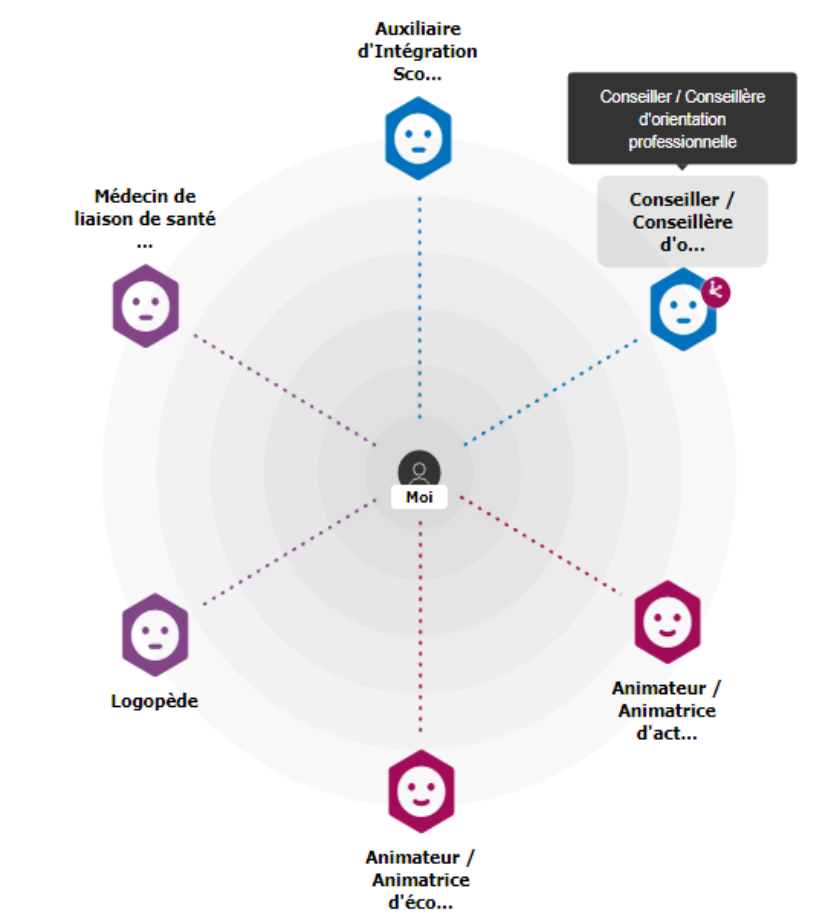 Auxiliaire
d'Intégration
Sco...
Conseiller / Conseillère
d'orientation
professionnelle
Conseiller /
Conseillère
d'o...
Médecin de
liaison de santé
...
Moi
Logopède
Animateur /
Animatrice
d'act...
Animateur /
Animatrice
d'éco...